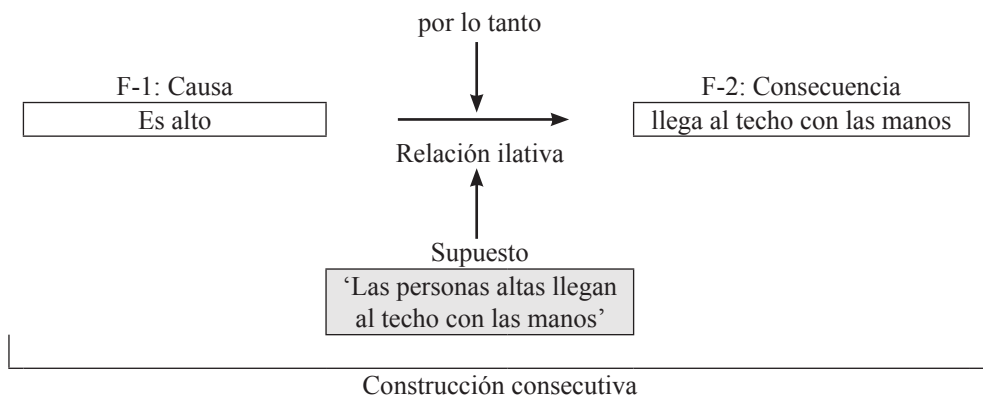 por lo tanto
F-1: Causa
F-2: Consecuencia
Es alto
llega al techo con las manos
Relación ilativa
Supuesto
‘Las personas altas llegan
al techo con las manos’
Construcción consecutiva